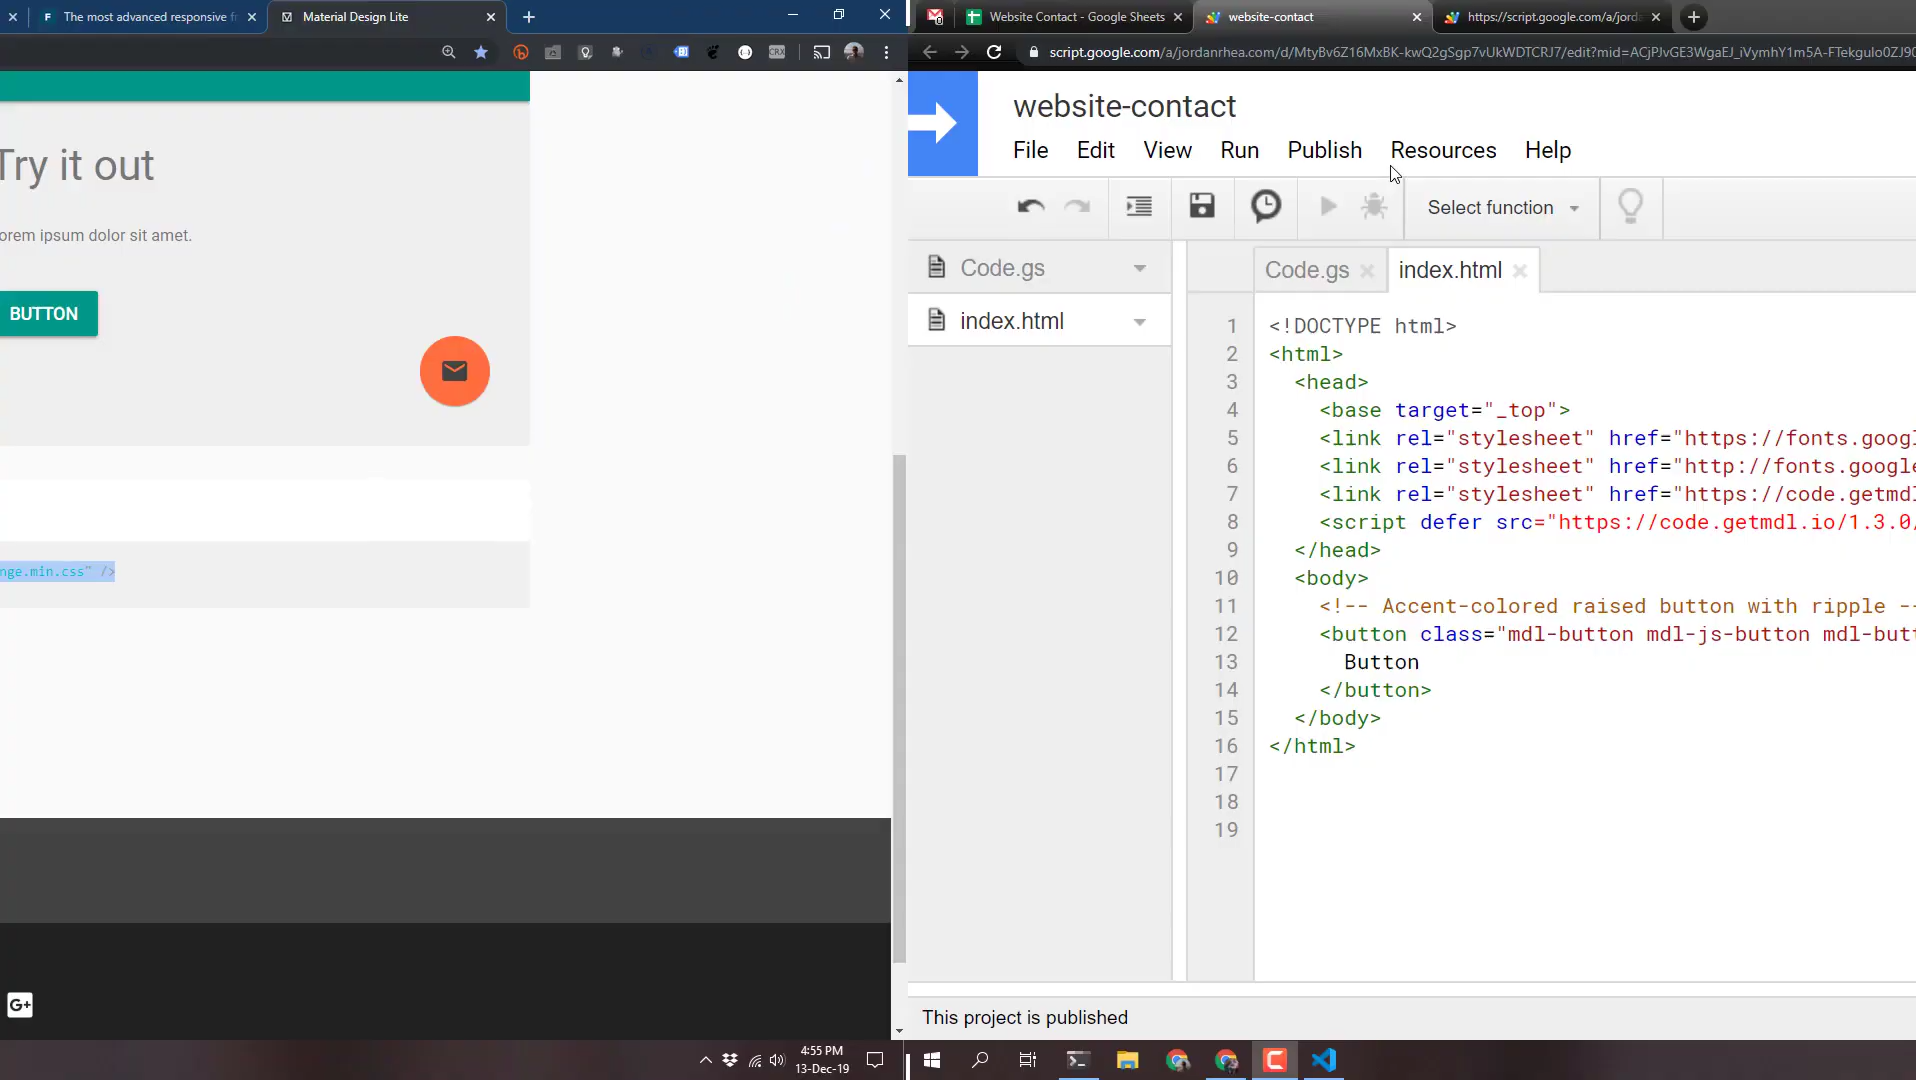 The most advanced responsive f
Material Design Lite
Try it out
orem ipsum dolor sit amet.
BUTTON
nge.min.css" />
G+
4:55 PM
13-Dec-19
Website Contact - Google Sheets
website-contact
https://script.google.com/a/jorda
script.google.com/a/jordanrhea.com/d/MtyBv6Z16MxBK-kwQ2gSgp7vUkWDTCRJ7/edit?mid=ACjPJvGE3WgaEJ_iVymhY1m5A-FTekguIo0ZJ9
website-contact
File Edit View Run Publish Resources Help
Select function
Code.gs
index.html
Code.gs index.html
1 <!DOCTYPE html>
2 <html>
3 <head>
4 <base target="_top">
5 <link rel="stylesheet" href="https://fonts.googl
6 <link rel="stylesheet" href="http://fonts.google
7 <link rel="stylesheet" href="https://code.getmdl
8 <script defer src="https://code.getmdl.io/1.3.0/
9 </head>
10 <body>
11 <!-- Accent-colored raised button with ripple --
12 <button class="mdl-button mdl-js-button mdl-butt
13 Button
14 </button>
15 </body>
16 </html>
17
18
19
This project is published